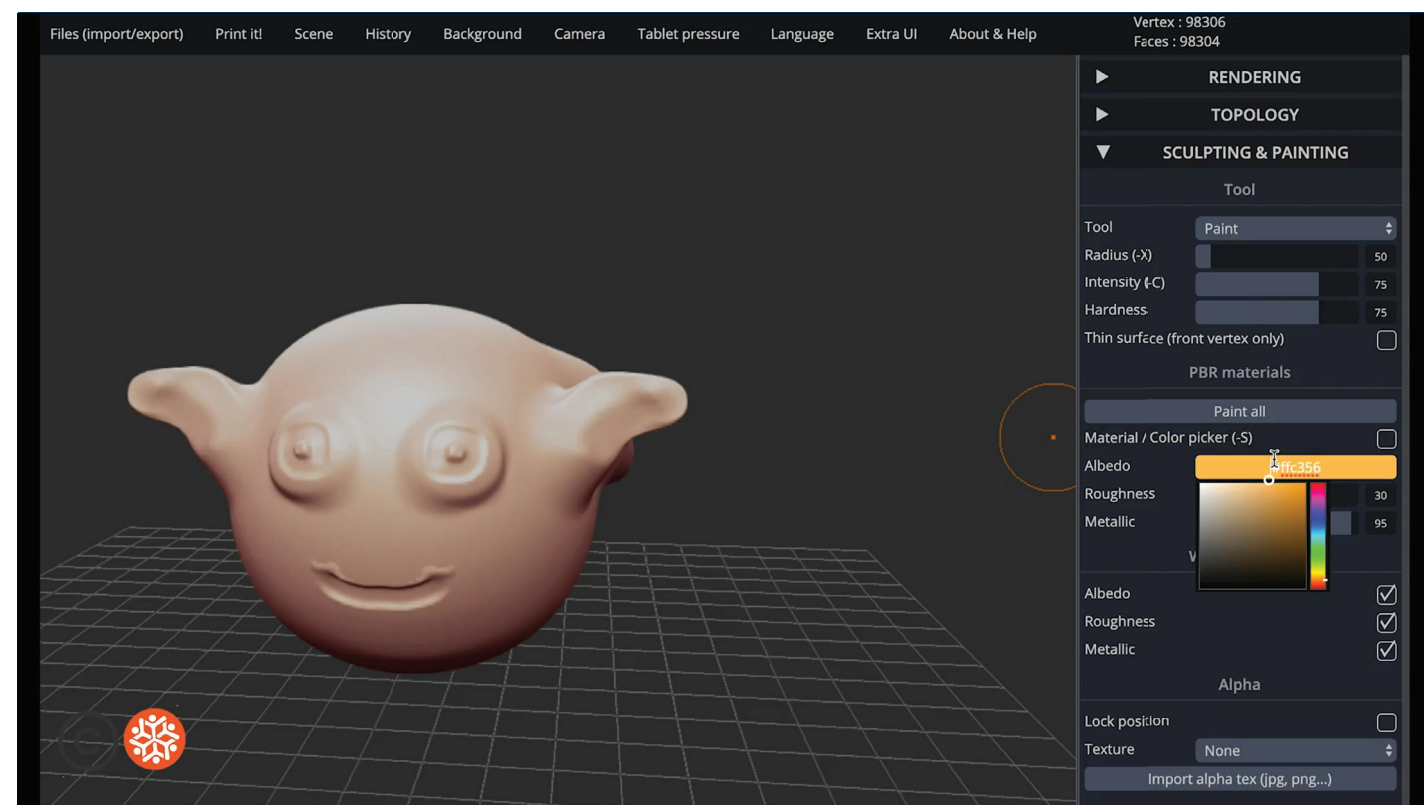 Files (import/export) Print it! Scene History Background Camera Tablet pressure Language Extra UI About & Help
Vertex : 98306
Faces : 98304
RENDERING
TOPOLOGY
SCULPTING & PAINTING
Tool
Tool Paint
Radius (-X) 50
Intensity (-C) 75
Hardness 75
Thin surface (front vertex only)
PBR materials
Paint all
Material / Color picker (-S)
Albedo #ffc356
Roughness 30
Metallic 95
Albedo
Roughness
Metallic
Alpha
Lock position
Texture None
Import alpha tex (jpg, png...)